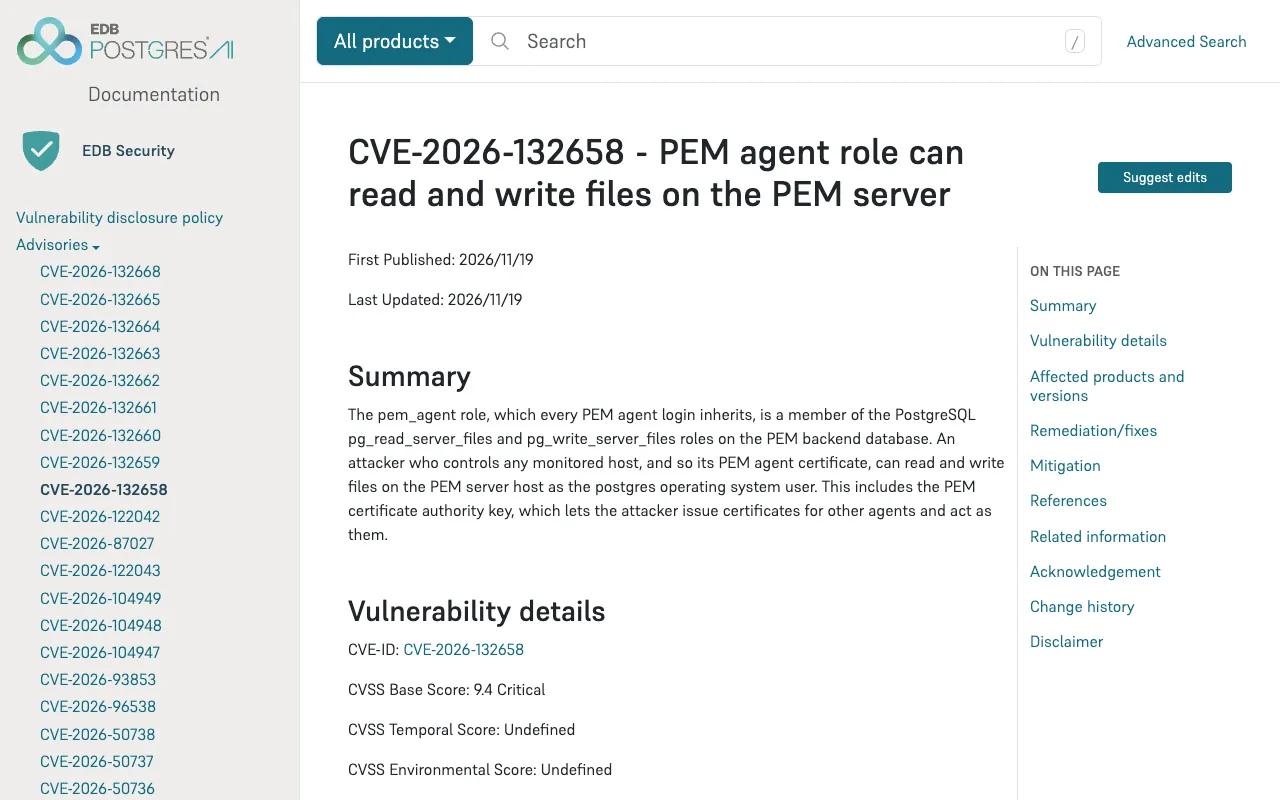 EDB
POSTGRES AI
Documentation
EDB Security
Vulnerability disclosure policy
Advisories
CVE-2026-132668
CVE-2026-132665
CVE-2026-132664
CVE-2026-132663
CVE-2026-132662
CVE-2026-132661
CVE-2026-132660
CVE-2026-132659
CVE-2026-132658
CVE-2026-122042
CVE-2026-87027
CVE-2026-122043
CVE-2026-104949
CVE-2026-104948
CVE-2026-104947
CVE-2026-93853
CVE-2026-96538
CVE-2026-50738
CVE-2026-50737
CVE-2026-50736
All products
Search
/
Advanced Search
CVE-2026-132658 - PEM agent role can
read and write files on the PEM server
Suggest edits
First Published: 2026/11/19
Last Updated: 2026/11/19
Summary
The pem_agent role, which every PEM agent login inherits, is a member of the PostgreSQL
pg_read_server_files and pg_write_server_files roles on the PEM backend database. An
attacker who controls any monitored host, and so its PEM agent certificate, can read and write
files on the PEM server host as the postgres operating system user. This includes the PEM
certificate authority key, which lets the attacker issue certificates for other agents and act as
them.
Vulnerability details
CVE-ID: CVE-2026-132658
CVSS Base Score: 9.4 Critical
CVSS Temporal Score: Undefined
CVSS Environmental Score: Undefined
ON THIS PAGE
Summary
Vulnerability details
Affected products and
versions
Remediation/fixes
Mitigation
References
Related information
Acknowledgement
Change history
Disclaimer